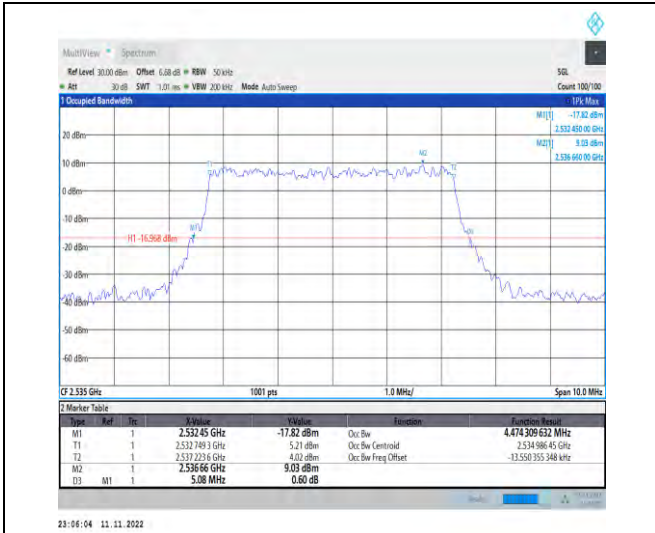 MultiView Spectrum
Ref Level 30.00 dBm Offset 6.68 dB RBW 50 kHz SGL
Att 30 dB SWT 1.01 ms VBW 200 kHz Mode Auto Sweep Count 100/100
1 Occupied Bandwidth 1Pk Max
M1[1] -17.82 dBm
2.532 450 00 GHz
M2[1] 9.03 dBm
2.536 660 00 GHz
20 dBm
M2
10 dBm
T1 T2
0 dBm
-10 dBm
M1
H1 -16.968 dBm
-20 dBm
-30 dBm
-40 dBm
-50 dBm
-60 dBm
CF 2.535 GHz 1001 pts 1.0 MHz/ Span 10.0 MHz
2 Marker Table
Type Ref Trc X-Value Y-Value Function Function Result
M1 1 2.532 45 GHz -17.82 dBm Occ Bw 4.474 309 632 MHz
T1 1 2.532 749 3 GHz 5.21 dBm Occ Bw Centroid 2.534 986 45 GHz
T2 1 2.537 223 6 GHz 4.02 dBm Occ Bw Freq Offset -13.550 355 348 kHz
M2 1 2.536 66 GHz 9.03 dBm
D3 M1 1 5.08 MHz 0.60 dB
23:06:04 11.11.2022